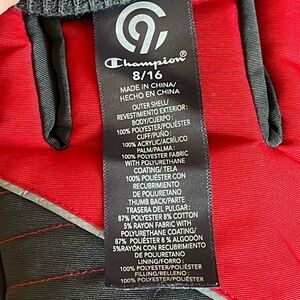 C9
Champion
8/16
MADE IN CHINA/
HECHO EN CHINA
OUTER SHELL/
REVESTIMIENTO EXTERIOR:
BODY/CUERPO:
100% POLYESTER/POLIÉSTER
CUFF/PUÑO:
100% ACRYLIC/ACRÍLICO
PALM/PALMA:
100% POLYESTER FABRIC
WITH POLYURETHANE
COATING/ TELA
100% POLIÉSTER CON
RECUBRIMIENTO
DE POLIURETANO
THUMB BACK/PARTE
TRASERA DEL PULGAR:
87% POLYESTER 8% COTTON
5% RAYON FABRIC WITH
POLYURETHANE COATING/
87% POLIÉSTER 8% ALGODÓN
5%RAYÓN CON RECUBRIMIENTO
DE POLIURETANO
LINING/FORRO:
100% POLYESTER/POLIÉSTER
FILLING/RELLENO:
100% POLYESTER/POLIÉSTER